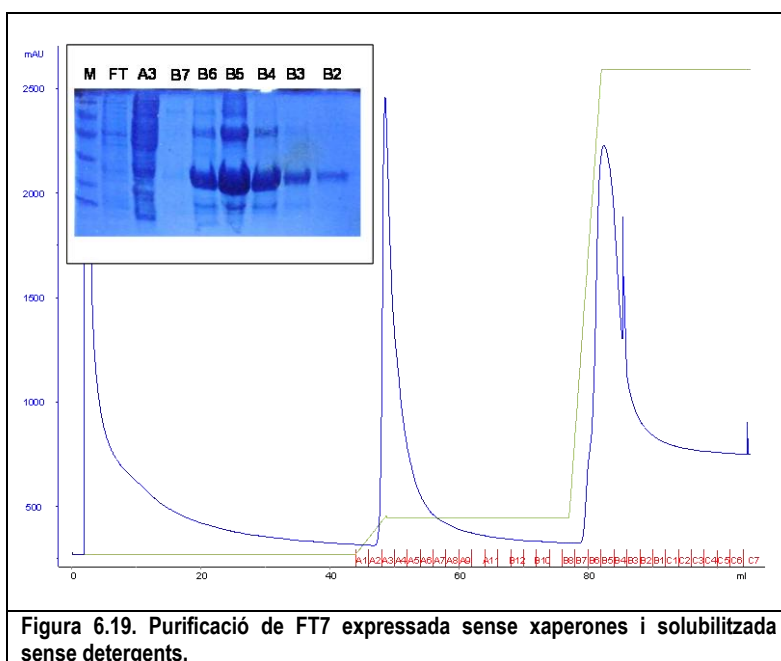 mAU
M FT A3 B7 B6 B5 B4 B3 B2
2500
2000
1500
1000
500
A1 A2 A3 A4 A5 A6 A7 A8 A9 A11 B12 B10 B8 B7 B6 B5 B4 B3 B2 B1 C1 C2 C3 C4 C5 C6 C7
0 20 40 60 80 ml
Figura 6.19. Purificació de FT7 expressada sense xaperones i solubilitzada
sense detergents.